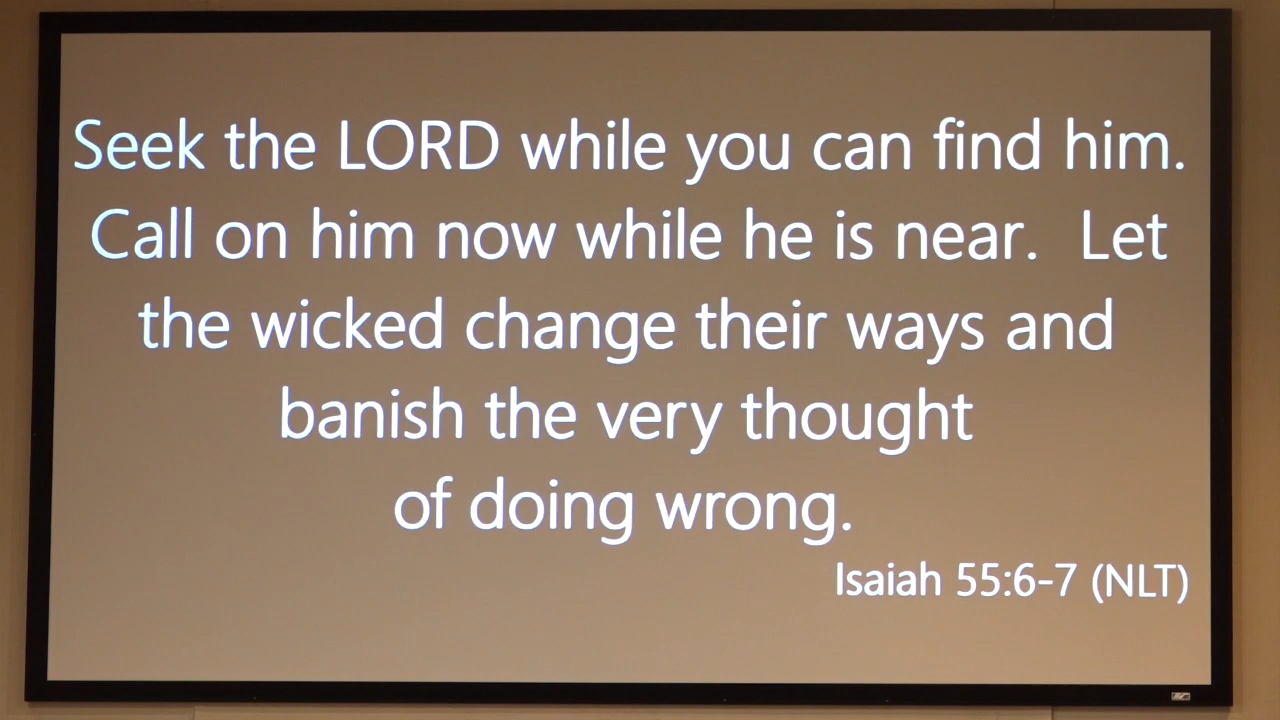 Seek the LORD while you can find him.
Call on him now while he is near.  Let
the wicked change their ways and
banish the very thought
of doing wrong.
Isaiah 55:6-7 (NLT)